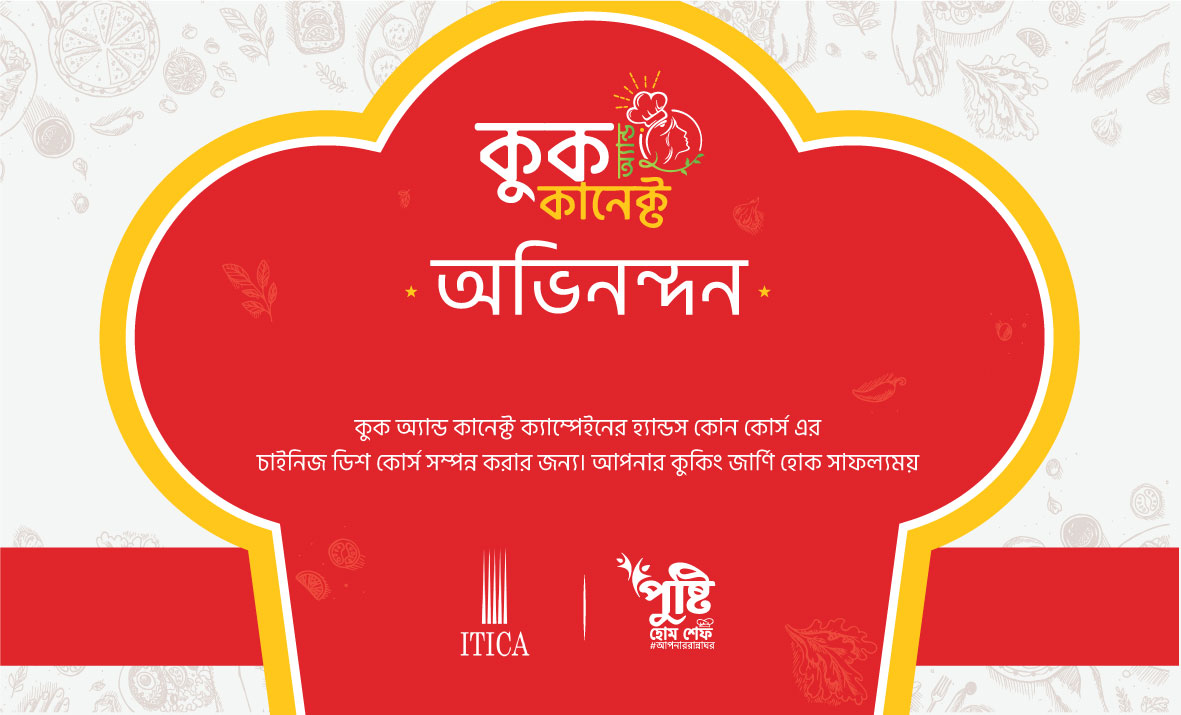 কুক অ্যান্ড
কানেক্ট
অভিনন্দন
কুক অ্যান্ড কানেক্ট ক্যাম্পেইনের হ্যান্ডস কোন কোর্স এর
চাইনিজ ডিশ কোর্স সম্পন্ন করার জন্য। আপনার কুকিং জার্ণি হোক সাফল্যময়
ITICA
পুষ্টি
হোম শেফ
#আপনাররান্নাঘর